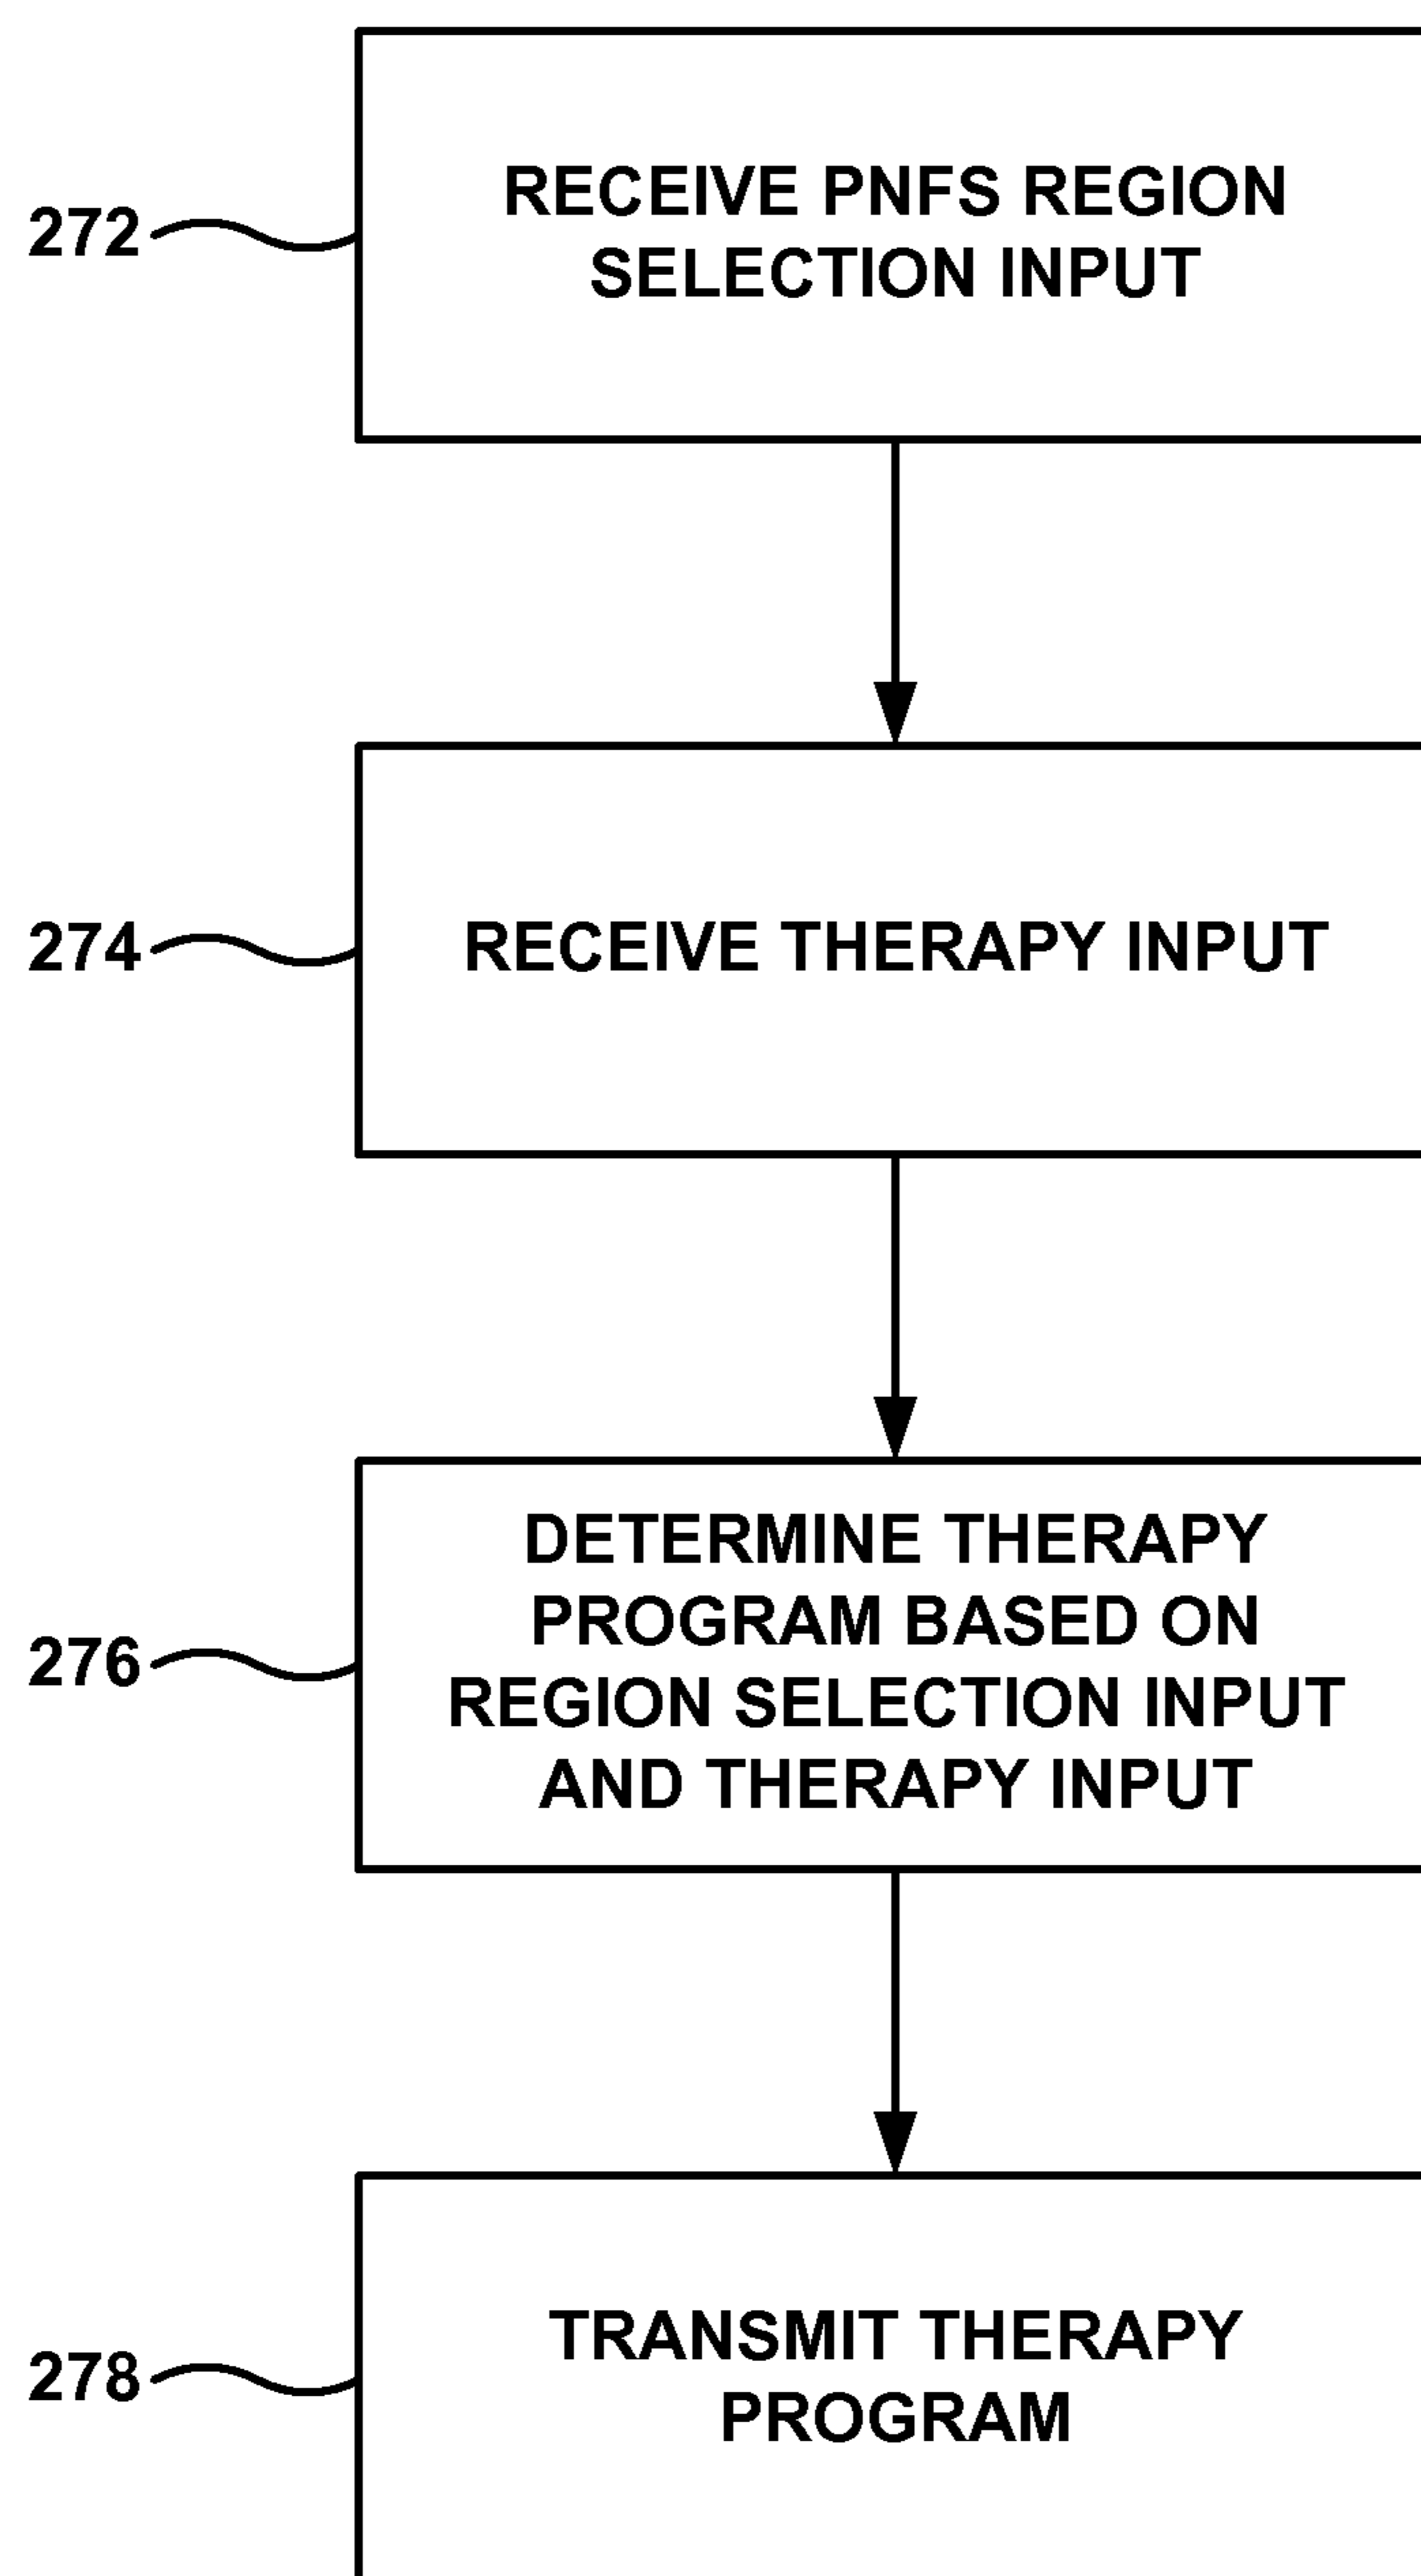 RECEIVE PNFS REGION
SELECTION INPUT
272
RECEIVE THERAPY INPUT
274
DETERMINE THERAPY
PROGRAM BASED ON
REGION SELECTION INPUT
AND THERAPY INPUT
276
TRANSMIT THERAPY
PROGRAM
278